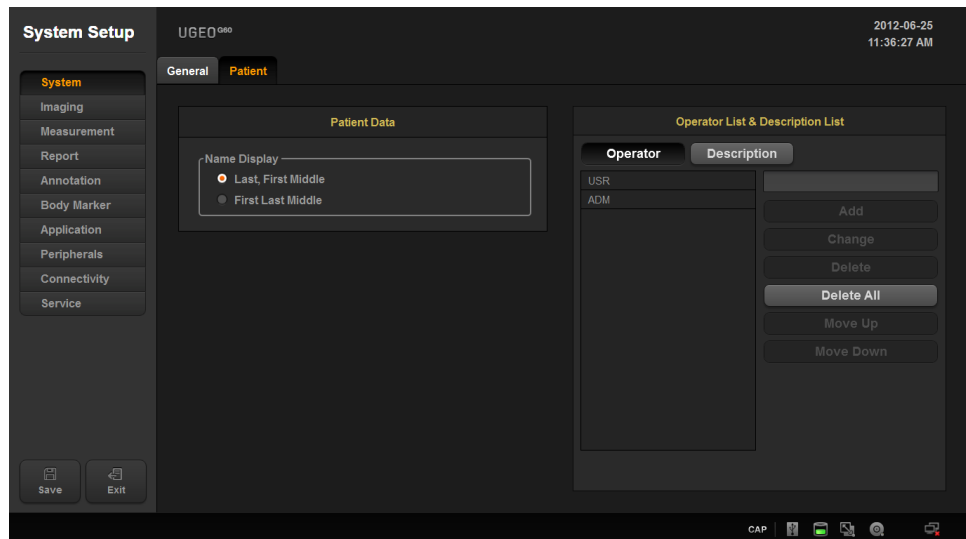 System Setup
UGEO G60
2012-06-25
11:36:27 AM
General
Patient
System
Imaging
Measurement
Report
Annotation
Body Marker
Application
Peripherals
Connectivity
Service
Save
Exit
Patient Data
Name Display
Last, First Middle
First Last Middle
Operator List & Description List
Operator
Description
USR
ADM
Add
Change
Delete
Delete All
Move Up
Move Down
CAP